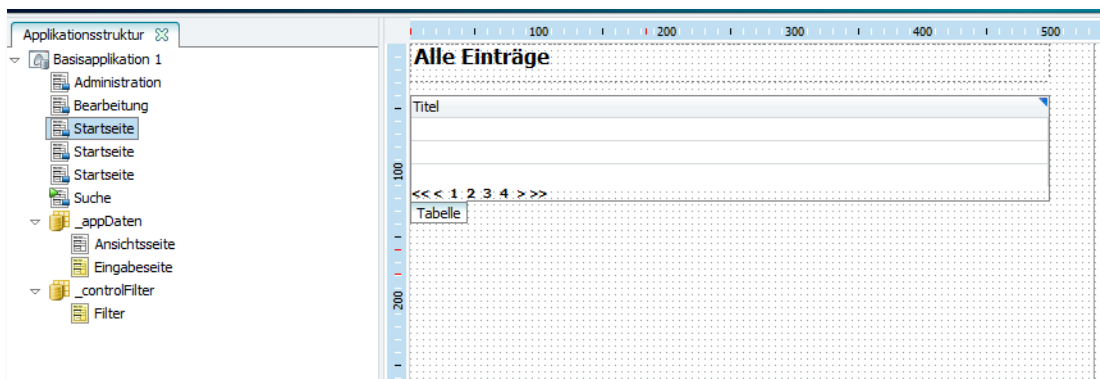 Applikationsstruktur
Basisapplikation 1
Administration
Bearbeitung
Startseite
Startseite
Startseite
Suche
_appDaten
Ansichtsseite
Eingabeseite
_controlFilter
Filter
100 200 300 400 500
Alle Einträge
Titel
100
<< < 1 2 3 4 > >>
Tabelle
200